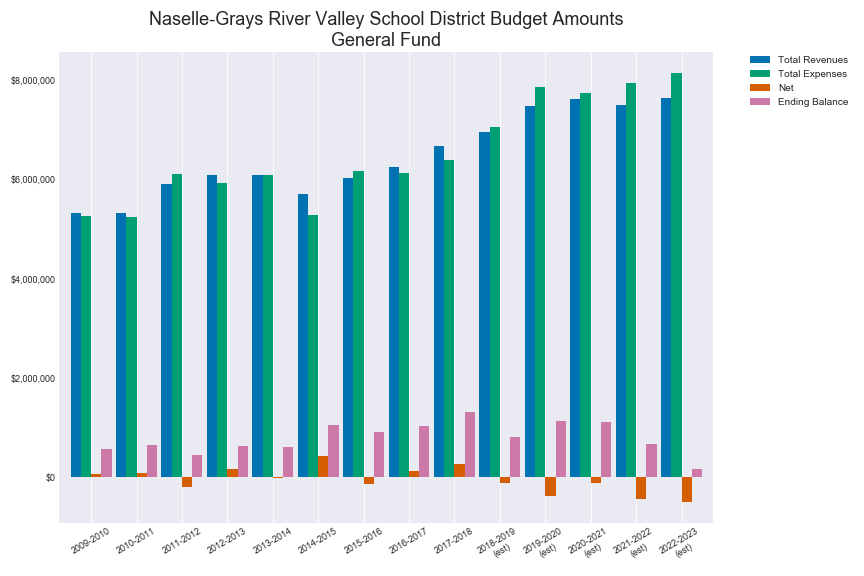 Naselle-Grays River Valley School District Budget Amounts
General Fund
Total Revenues
Total Expenses
Net
Ending Balance
$8,000,000
$6,000,000
$4,000,000
$2,000,000
$0
2009-2010
2010-2011
2011-2012
2012-2013
2013-2014
2014-2015
2015-2016
2016-2017
2017-2018
2018-2019
(est)
2019-2020
(est)
2020-2021
(est)
2021-2022
(est)
2022-2023
(est)